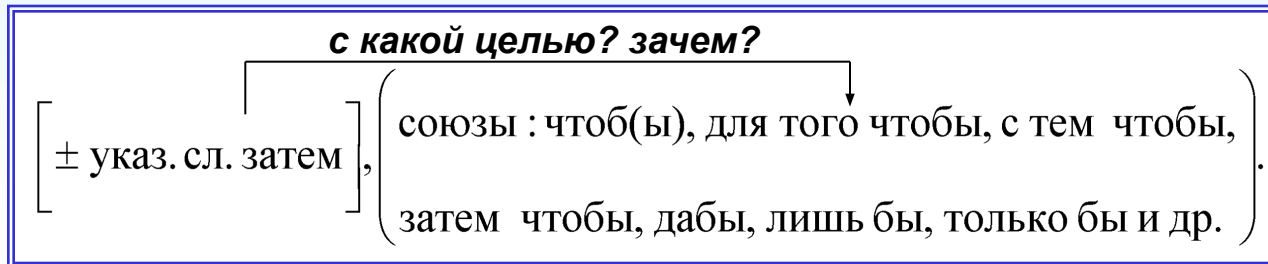 с какой целью? зачем?
союзы : чтоб(ы), для того чтобы, с тем чтобы,
[± указ. сл. затем], ( ).
затем чтобы, дабы, лишь бы, только бы и др.